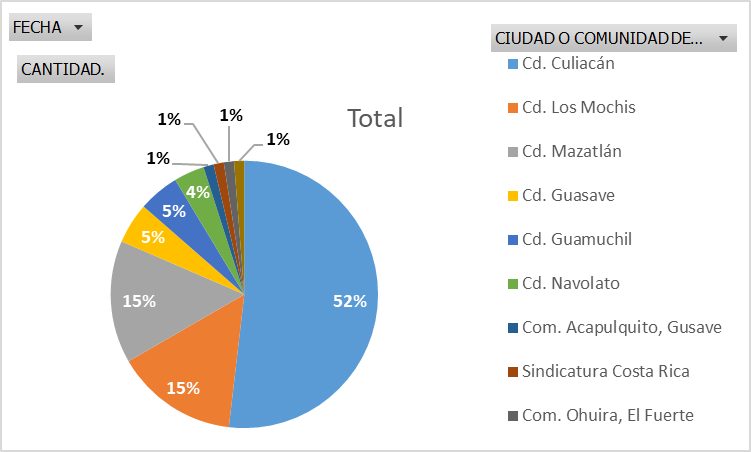 FECHA
CANTIDAD.
CIUDAD O COMUNIDAD DE...
Total
1%
1%
1%
1%
4%
5%
5%
15%
15%
52%
Cd. Culiacán
Cd. Los Mochis
Cd. Mazatlán
Cd. Guasave
Cd. Guamuchil
Cd. Navolato
Com. Acapulquito, Gusave
Sindicatura Costa Rica
Com. Ohuira, El Fuerte